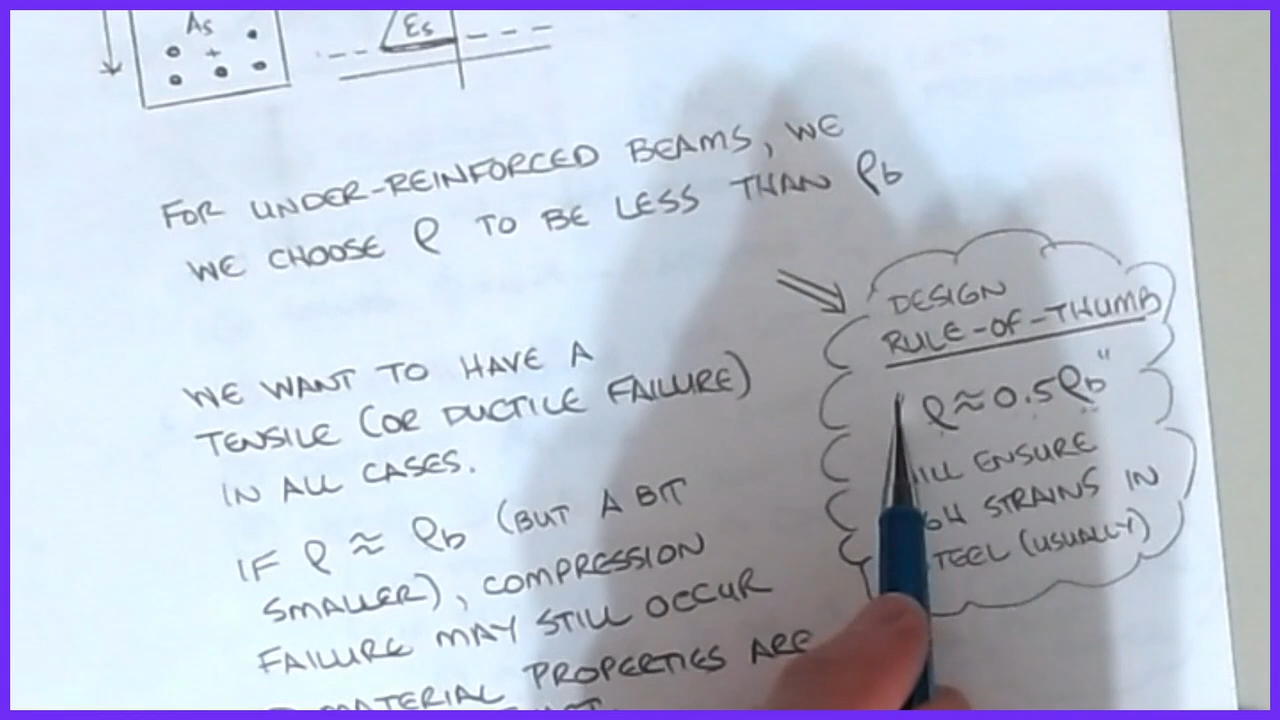 As
Es
FOR UNDER-REINFORCED BEAMS, WE
WE CHOOSE ρ TO BE LESS THAN ρb
WE WANT TO HAVE A
TENSILE (OR DUCTILE FAILURE)
IN ALL CASES.
IF ρ ≈ ρb (BUT A BIT
SMALLER), COMPRESSION
FAILURE MAY STILL OCCUR
MATERIAL PROPERTIES ARE
DESIGN
RULE-OF-THUMB
ρ≈0.5ρb"
ENSURE
STRAINS IN
(USUALLY)